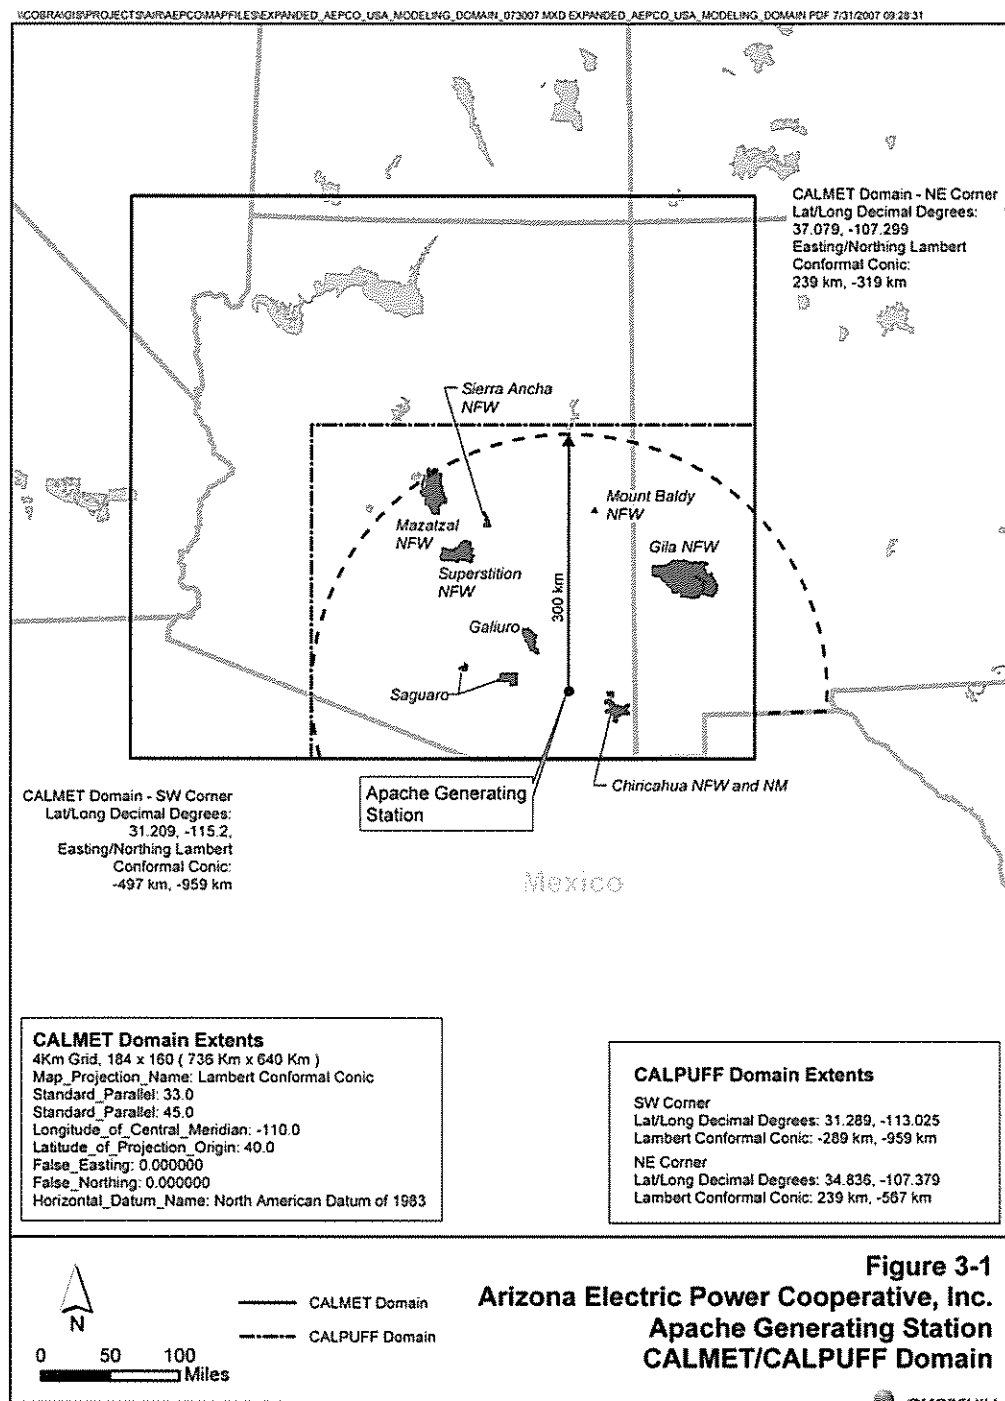 \\COBRA\GIS\PROJECTS\AIR\AEPCO\MAPFILES\EXPANDED_AEPCO_USA_MODELING_DOMAIN_073007.MXD EXPANDED_AEPCO_USA_MODELING_DOMAIN.PDF 7/31/2007 09:28:31
CALMET Domain - NE Corner
Lat/Long Decimal Degrees:
37.079, -107.299
Easting/Northing Lambert
Conformal Conic:
239 km, -319 km
Sierra Ancha
NFW
Mount Baldy
NFW
Mazatzal
NFW
Gila NFW
Superstition
NFW
300 km
Galiuro
Saguaro
Chiricahua NFW and NM
Apache Generating
Station
CALMET Domain - SW Corner
Lat/Long Decimal Degrees:
31.209, -115.2,
Easting/Northing Lambert
Conformal Conic:
-497 km, -959 km
Mexico
CALMET Domain Extents
4Km Grid, 184 x 160 ( 736 Km x 640 Km )
Map_Projection_Name: Lambert Conformal Conic
Standard_Parallel: 33.0
Standard_Parallel: 45.0
Longitude_of_Central_Meridian: -110.0
Latitude_of_Projection_Origin: 40.0
False_Easting: 0.000000
False_Northing: 0.000000
Horizontal_Datum_Name: North American Datum of 1983
CALPUFF Domain Extents
SW Corner
Lat/Long Decimal Degrees: 31.289, -113.025
Lambert Conformal Conic: -289 km, -959 km
NE Corner
Lat/Long Decimal Degrees: 34.836, -107.379
Lambert Conformal Conic: 239 km, -567 km
N
0 50 100
Miles
CALMET Domain
CALPUFF Domain
Figure 3-1
Arizona Electric Power Cooperative, Inc.
Apache Generating Station
CALMET/CALPUFF Domain